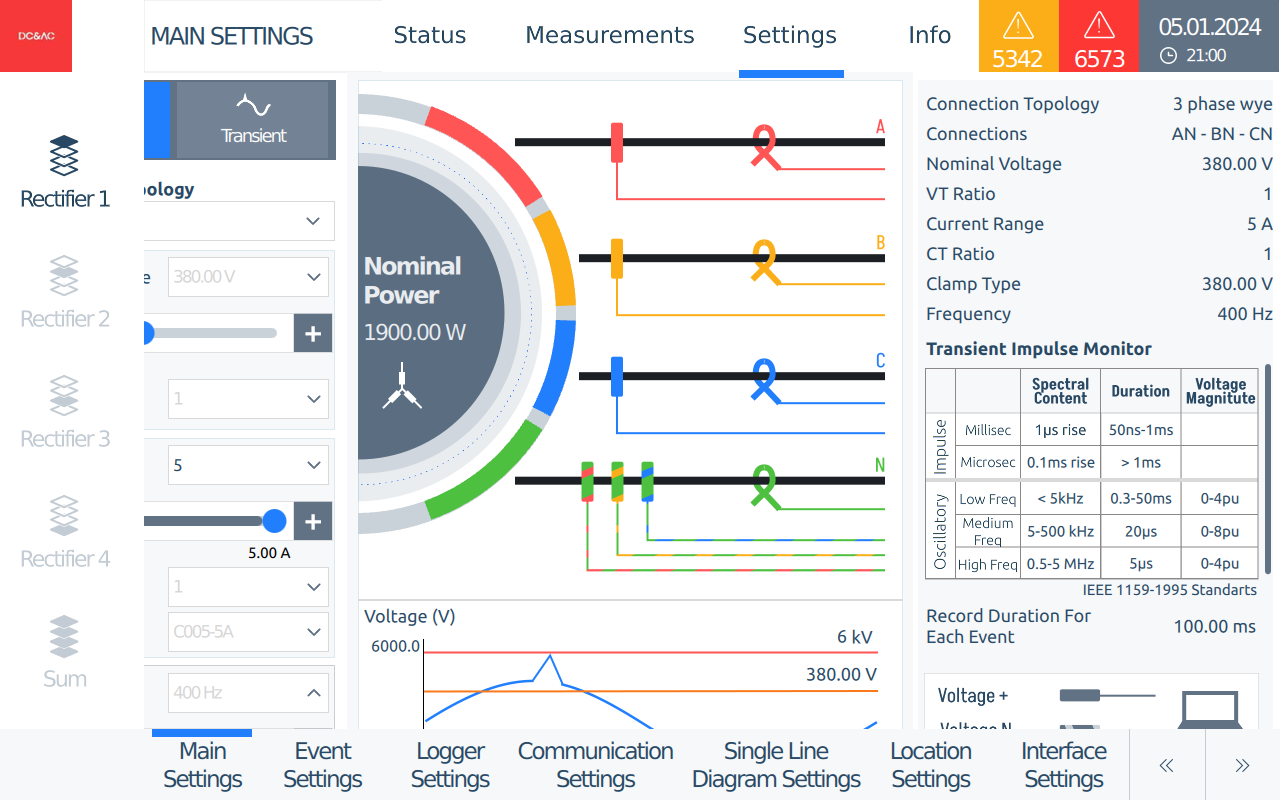 DC&AC
MAIN SETTINGS
Status
Measurements
Settings
Info
5342
6573
05.01.2024
21:00
Rectifier 1
Rectifier 2
Rectifier 3
Rectifier 4
Sum
Transient
pology
e
380.00 V
+
1
5
+
5.00 A
1
C005-5A
400 Hz
Nominal
Power
1900.00 W
A
B
C
N
Voltage (V)
6000.0
6 kV
380.00 V
Connection Topology 3 phase wye
Connections AN - BN - CN
Nominal Voltage 380.00 V
VT Ratio 1
Current Range 5 A
CT Ratio 1
Clamp Type 380.00 V
Frequency 400 Hz
Transient Impulse Monitor
Spectral Content Duration Voltage Magnitute
Impulse
Millisec 1µs rise 50ns-1ms
Microsec 0.1ms rise > 1ms
Oscillatory
Low Freq < 5kHz 0.3-50ms 0-4pu
Medium Freq 5-500 kHz 20µs 0-8pu
High Freq 0.5-5 MHz 5µs 0-4pu
IEEE 1159-1995 Standarts
Record Duration For
Each Event
100.00 ms
Voltage +
Voltage N
Main
Settings
Event
Settings
Logger
Settings
Communication
Settings
Single Line
Diagram Settings
Location
Settings
Interface
Settings